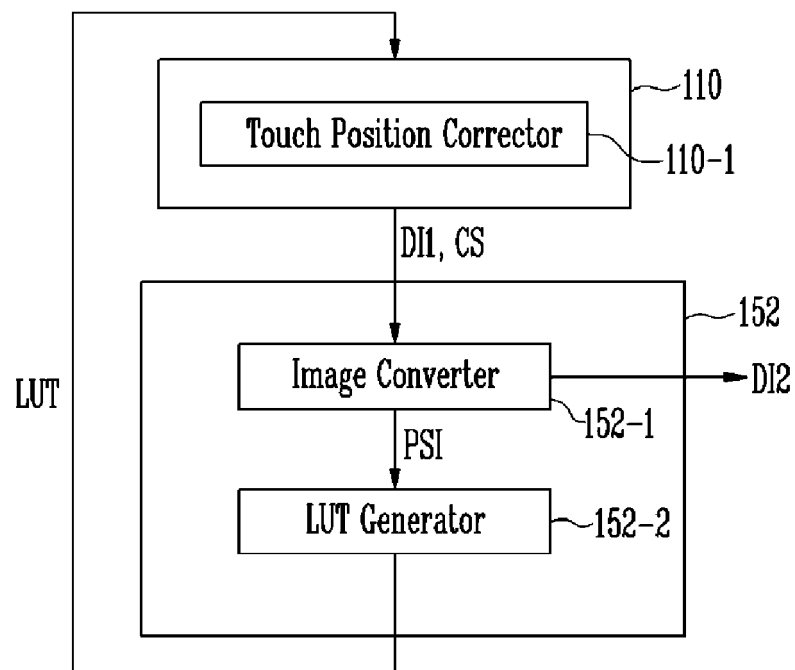 110
Touch Position Corrector
110-1
DI1, CS
152
Image Converter
DI2
LUT
152-1
PSI
LUT Generator
152-2